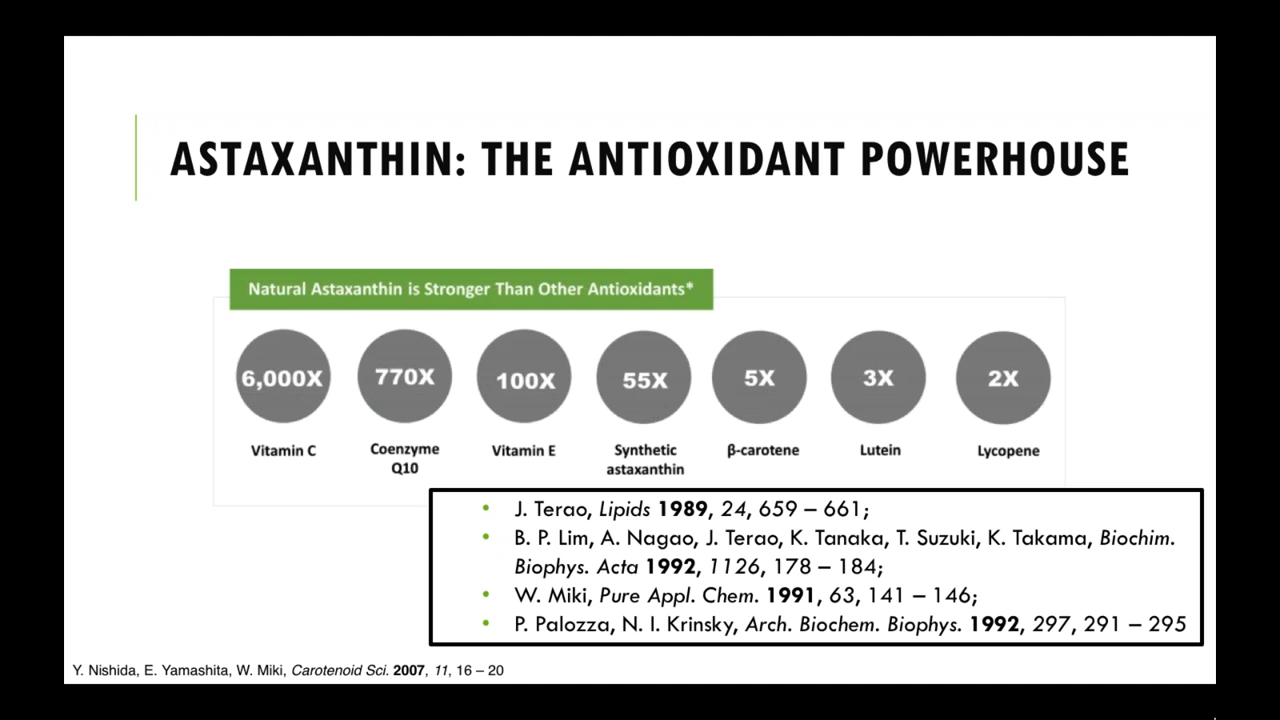 ASTAXANTHIN: THE ANTIOXIDANT POWERHOUSE
Natural Astaxanthin is Stronger Than Other Antioxidants*
6,000X 770X 100X 55X 5X 3X 2X
Vitamin C Coenzyme Vitamin E Synthetic β-carotene Lutein Lycopene
Q10 astaxanthin
• J. Terao, Lipids 1989, 24, 659 – 661;
• B. P. Lim, A. Nagao, J. Terao, K. Tanaka, T. Suzuki, K. Takama, Biochim.
Biophys. Acta 1992, 1126, 178 – 184;
• W. Miki, Pure Appl. Chem. 1991, 63, 141 – 146;
• P. Palozza, N. I. Krinsky, Arch. Biochem. Biophys. 1992, 297, 291 – 295
Y. Nishida, E. Yamashita, W. Miki, Carotenoid Sci. 2007, 11, 16 – 20